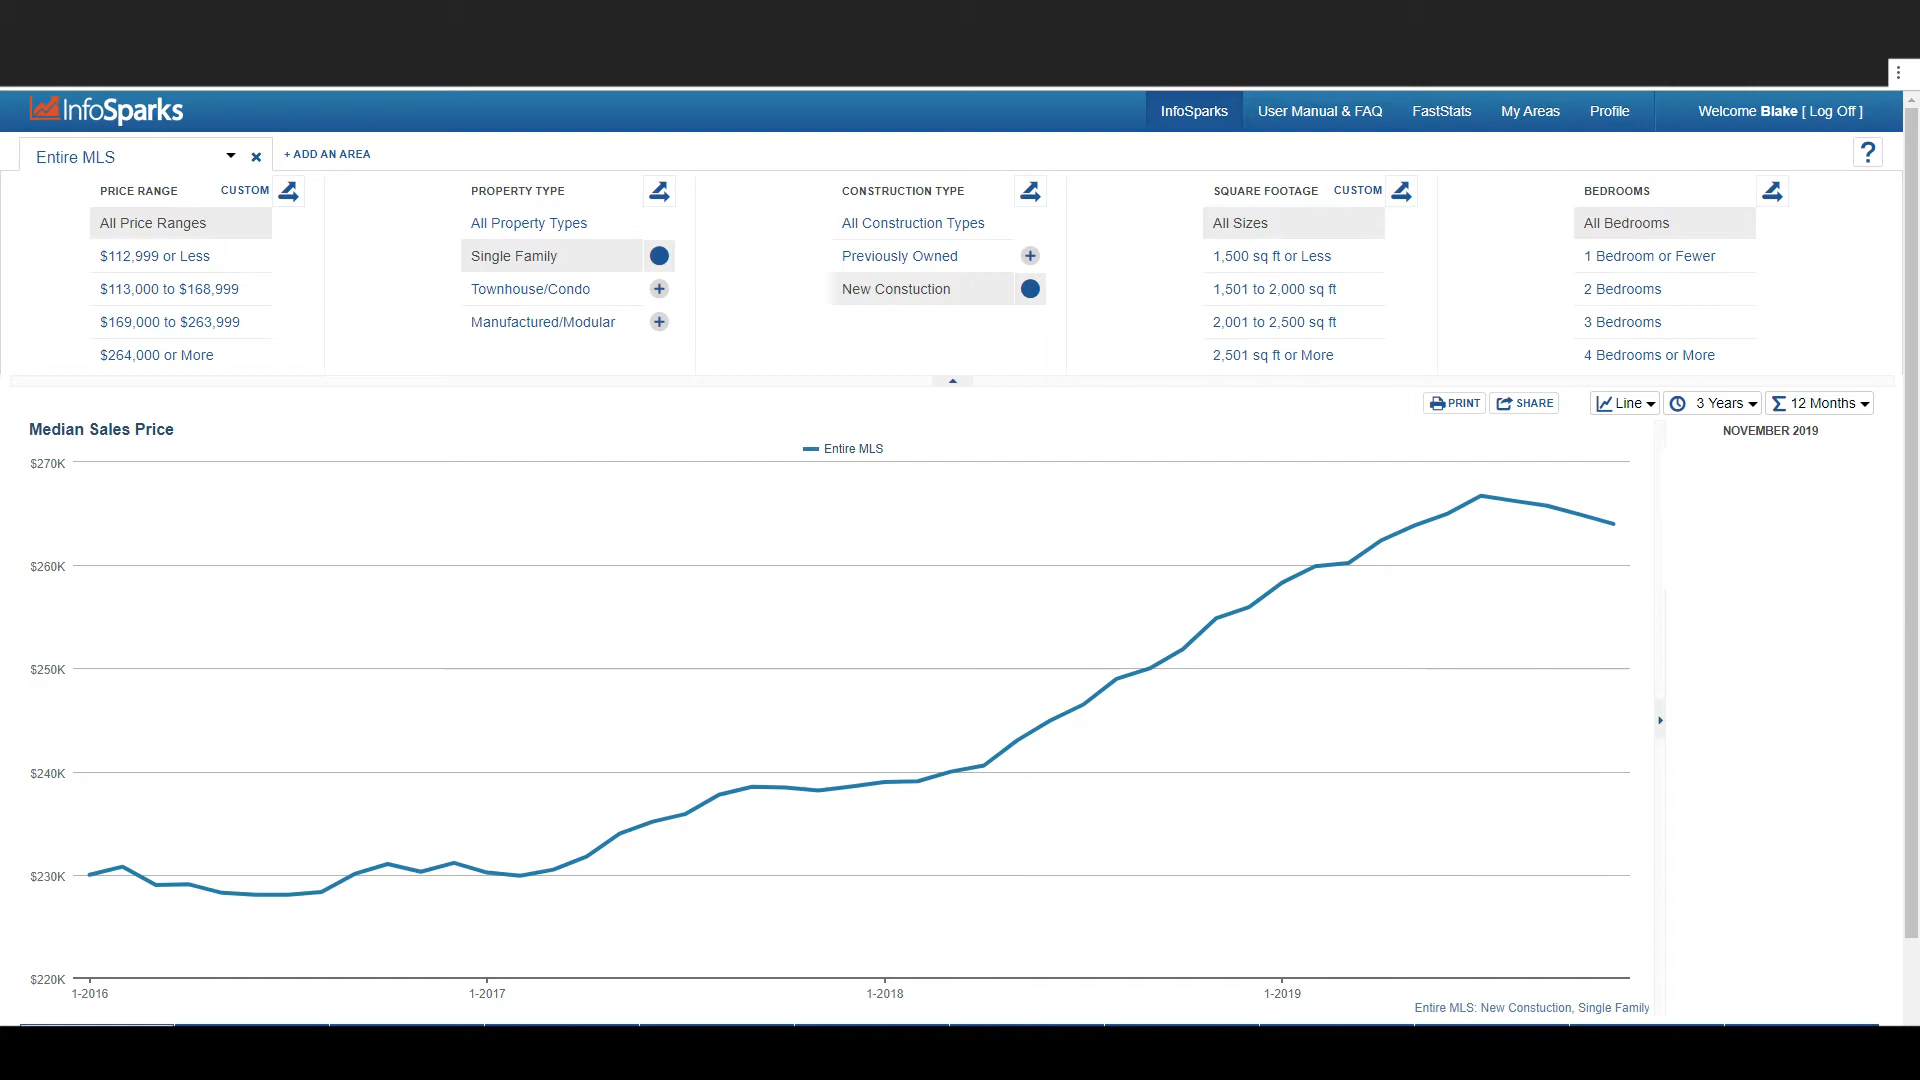 InfoSparks
InfoSparks User Manual & FAQ FastStats My Areas Profile Welcome Blake [ Log Off ]
Entire MLS + ADD AN AREA ?
PRICE RANGE CUSTOM
All Price Ranges
$112,999 or Less
$113,000 to $168,999
$169,000 to $263,999
$264,000 or More
PROPERTY TYPE
All Property Types
Single Family
Townhouse/Condo
Manufactured/Modular
CONSTRUCTION TYPE
All Construction Types
Previously Owned
New Constuction
SQUARE FOOTAGE CUSTOM
All Sizes
1,500 sq ft or Less
1,501 to 2,000 sq ft
2,001 to 2,500 sq ft
2,501 sq ft or More
BEDROOMS
All Bedrooms
1 Bedroom or Fewer
2 Bedrooms
3 Bedrooms
4 Bedrooms or More
PRINT SHARE Line 3 Years 12 Months
Median Sales Price
NOVEMBER 2019
Entire MLS
$270K
$260K
$250K
$240K
$230K
$220K
1-2016 1-2017 1-2018 1-2019
Entire MLS: New Constuction, Single Family